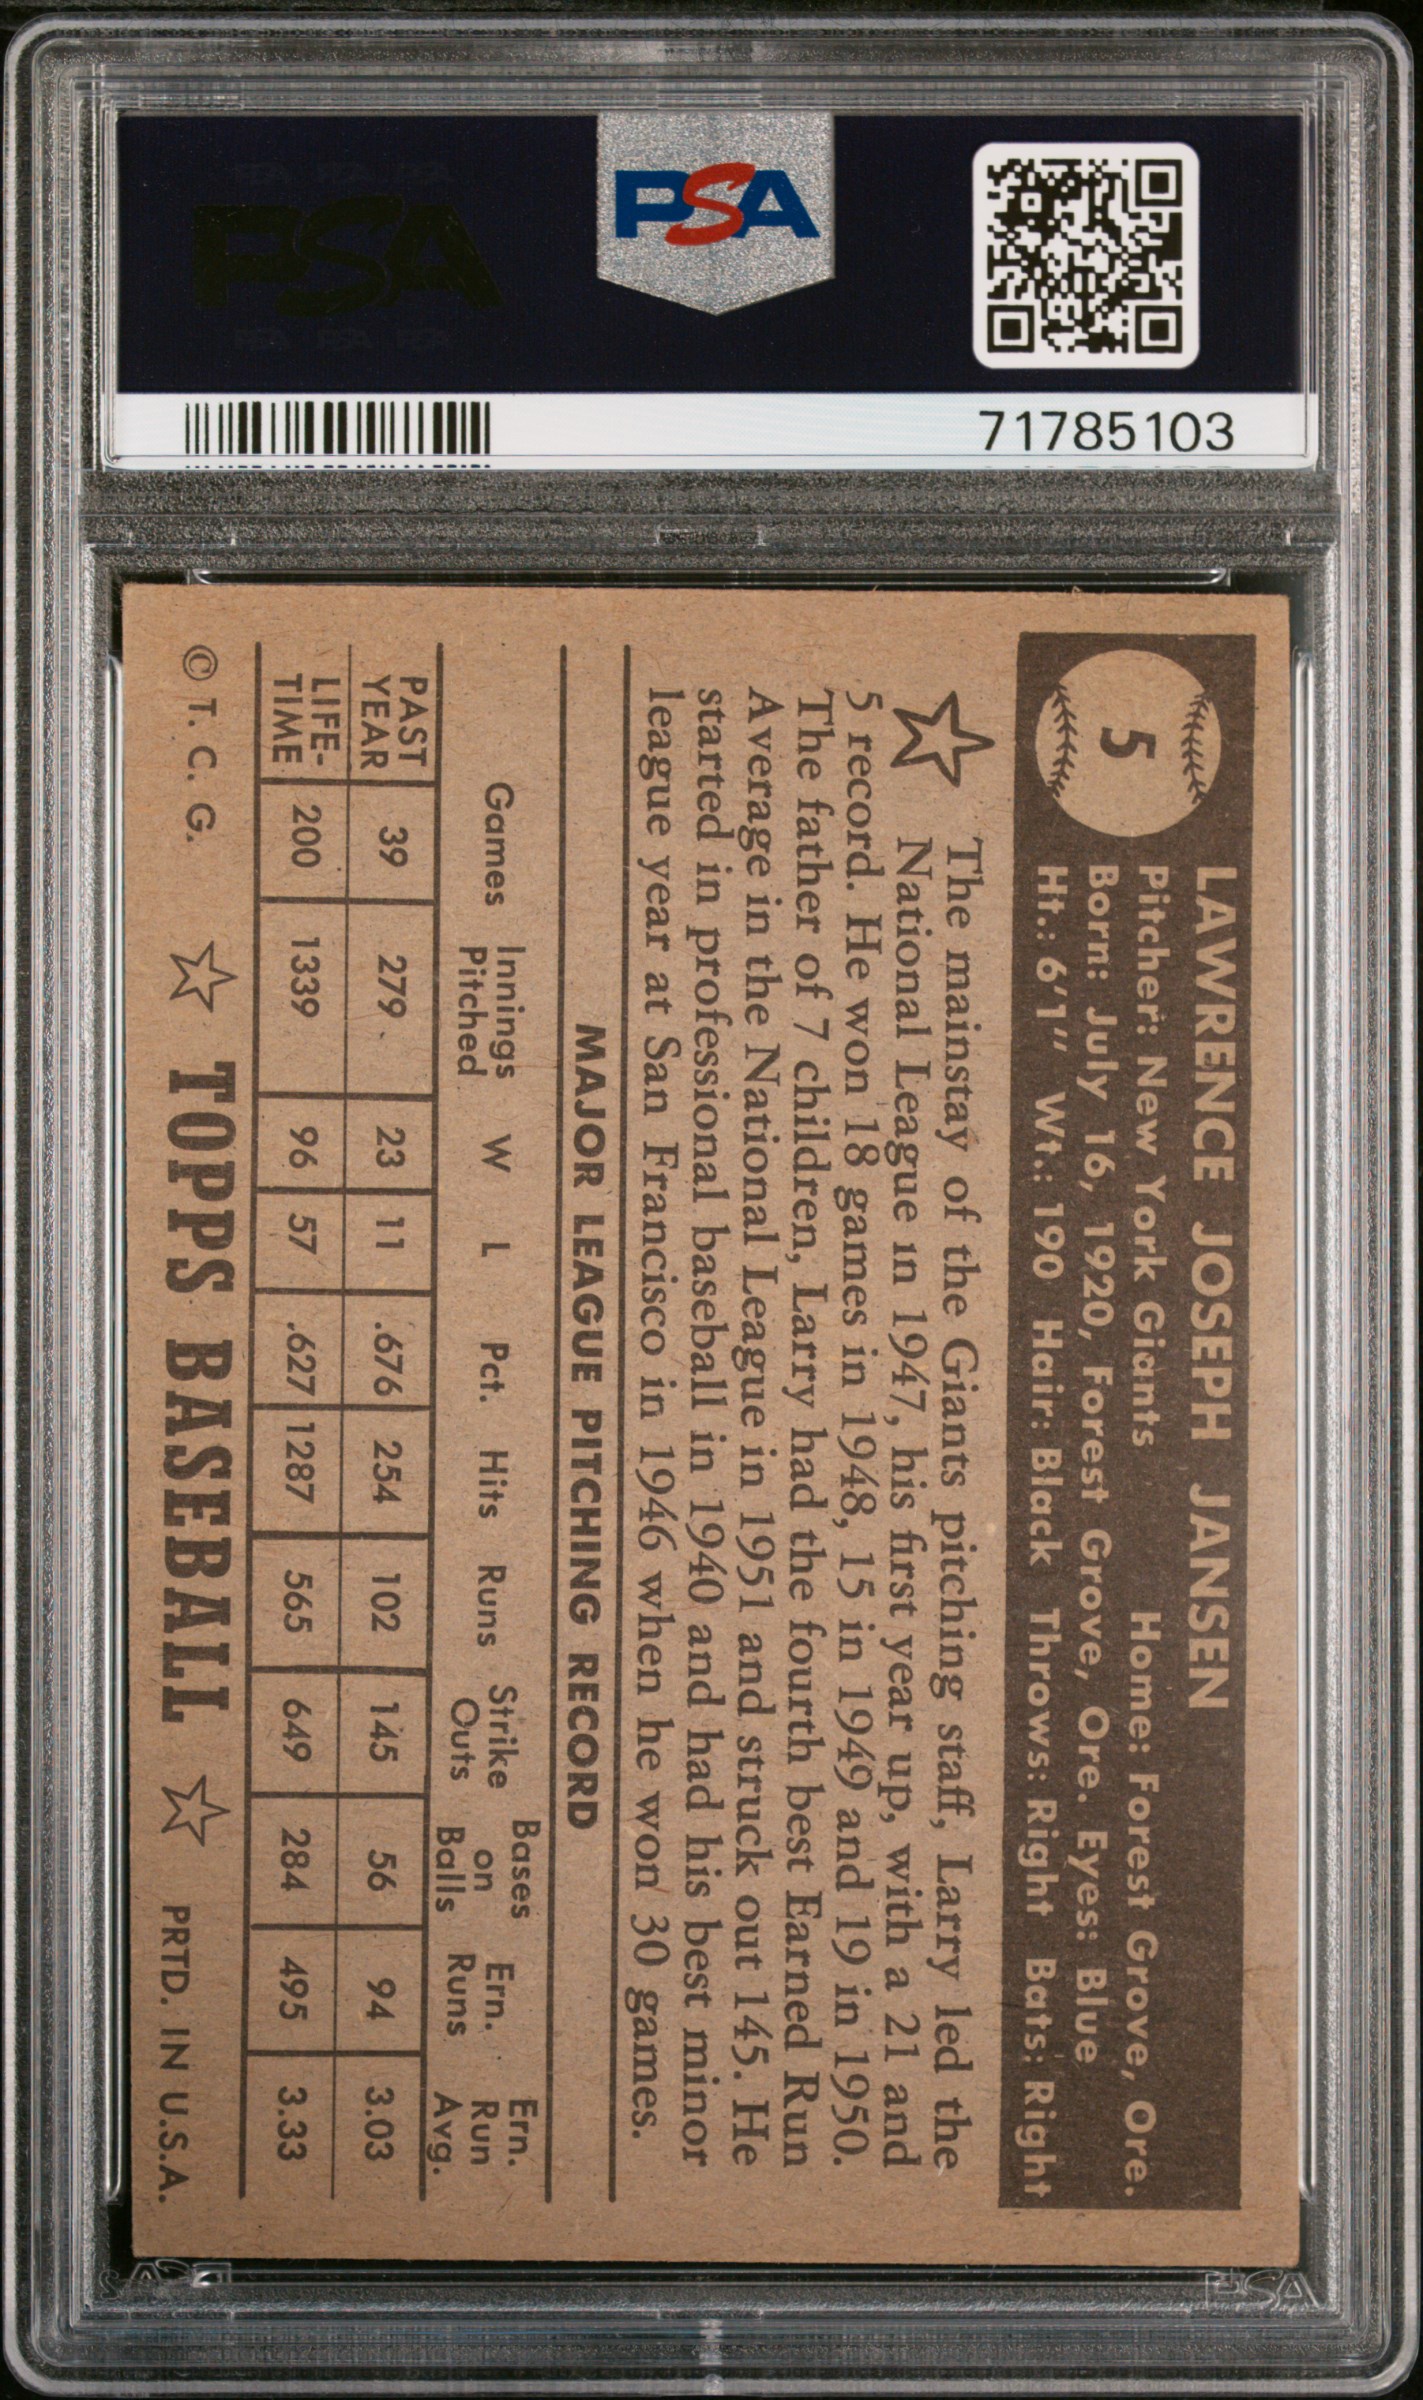 PSA
71785103
5
LAWRENCE JOSEPH JANSEN
Pitcher: New York Giants Home: Forest Grove, Ore.
Born: July 16, 1920, Forest Grove, Ore. Eyes: Blue
Ht.: 6'1" Wt.: 190 Hair: Black Throws: Right Bats: Right
The mainstay of the Giants pitching staff, Larry led the
National League in 1947, his first year up, with a 21 and
5 record. He won 18 games in 1948, 15 in 1949 and 19 in 1950.
The father of 7 children, Larry had the fourth best Earned Run
Average in the National League in 1951 and struck out 145. He
started in professional baseball in 1940 and had his best minor
league year at San Francisco in 1946 when he won 30 games.
MAJOR LEAGUE PITCHING RECORD
Games Innings Pitched W L Pct. Hits Runs Strike Outs Bases on Balls Ern. Runs Ern. Run Avg.
PAST YEAR 39 279 23 11 .676 254 102 145 56 94 3.03
LIFE-TIME 200 1339 96 57 .627 1287 565 649 284 495 3.33
© T. C. G. TOPPS BASEBALL PRTD. IN U.S.A.
PSA
PSA